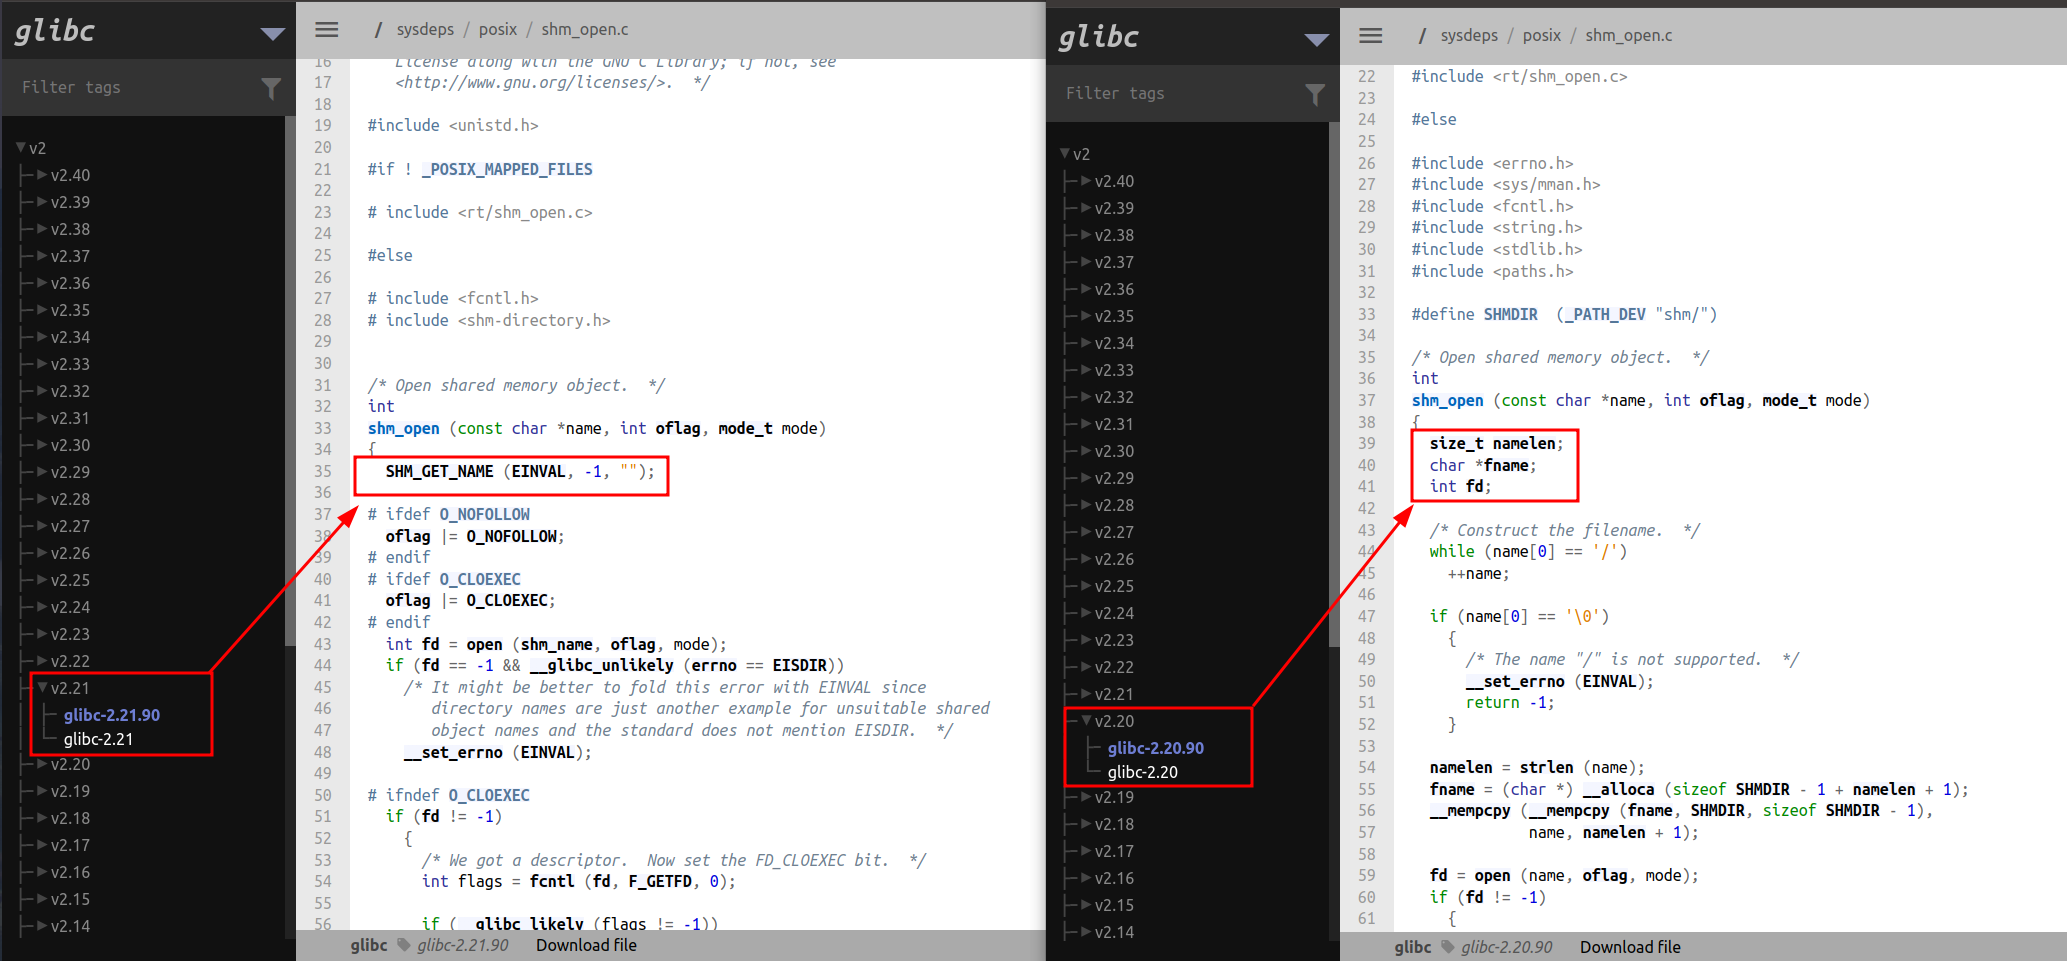 glibc
Filter tags
v2
v2.40
v2.39
v2.38
v2.37
v2.36
v2.35
v2.34
v2.33
v2.32
v2.31
v2.30
v2.29
v2.28
v2.27
v2.26
v2.25
v2.24
v2.23
v2.22
v2.21
glibc-2.21.90
glibc-2.21
v2.20
v2.19
v2.18
v2.17
v2.16
v2.15
v2.14
/ sysdeps / posix / shm_open.c
16 License along with the GNU C Library; if not, see
17 <http://www.gnu.org/licenses/>. */
18
19 #include <unistd.h>
20
21 #if ! _POSIX_MAPPED_FILES
22
23 # include <rt/shm_open.c>
24
25 #else
26
27 # include <fcntl.h>
28 # include <shm-directory.h>
29
30
31 /* Open shared memory object. */
32 int
33 shm_open (const char *name, int oflag, mode_t mode)
34 {
35 SHM_GET_NAME (EINVAL, -1, "");
36
37 # ifdef O_NOFOLLOW
38 oflag |= O_NOFOLLOW;
39 # endif
40 # ifdef O_CLOEXEC
41 oflag |= O_CLOEXEC;
42 # endif
43 int fd = open (shm_name, oflag, mode);
44 if (fd == -1 && __glibc_unlikely (errno == EISDIR))
45 /* It might be better to fold this error with EINVAL since
46 directory names are just another example for unsuitable shared
47 object names and the standard does not mention EISDIR. */
48 __set_errno (EINVAL);
49
50 # ifndef O_CLOEXEC
51 if (fd != -1)
52 {
53 /* We got a descriptor. Now set the FD_CLOEXEC bit. */
54 int flags = fcntl (fd, F_GETFD, 0);
55
56 if (__glibc_likely (flags != -1))
glibc glibc-2.21.90 Download file
glibc
Filter tags
v2
v2.40
v2.39
v2.38
v2.37
v2.36
v2.35
v2.34
v2.33
v2.32
v2.31
v2.30
v2.29
v2.28
v2.27
v2.26
v2.25
v2.24
v2.23
v2.22
v2.21
v2.20
glibc-2.20.90
glibc-2.20
v2.19
v2.18
v2.17
v2.16
v2.15
v2.14
/ sysdeps / posix / shm_open.c
22 #include <rt/shm_open.c>
23
24 #else
25
26 #include <errno.h>
27 #include <sys/mman.h>
28 #include <fcntl.h>
29 #include <string.h>
30 #include <stdlib.h>
31 #include <paths.h>
32
33 #define SHMDIR (_PATH_DEV "shm/")
34
35 /* Open shared memory object. */
36 int
37 shm_open (const char *name, int oflag, mode_t mode)
38 {
39 size_t namelen;
40 char *fname;
41 int fd;
42
43 /* Construct the filename. */
44 while (name[0] == '/')
45 ++name;
46
47 if (name[0] == '\0')
48 {
49 /* The name "/" is not supported. */
50 __set_errno (EINVAL);
51 return -1;
52 }
53
54 namelen = strlen (name);
55 fname = (char *) __alloca (sizeof SHMDIR - 1 + namelen + 1);
56 __mempcpy (__mempcpy (fname, SHMDIR, sizeof SHMDIR - 1),
57 name, namelen + 1);
58
59 fd = open (name, oflag, mode);
60 if (fd != -1)
61 {
glibc glibc-2.20.90 Download file